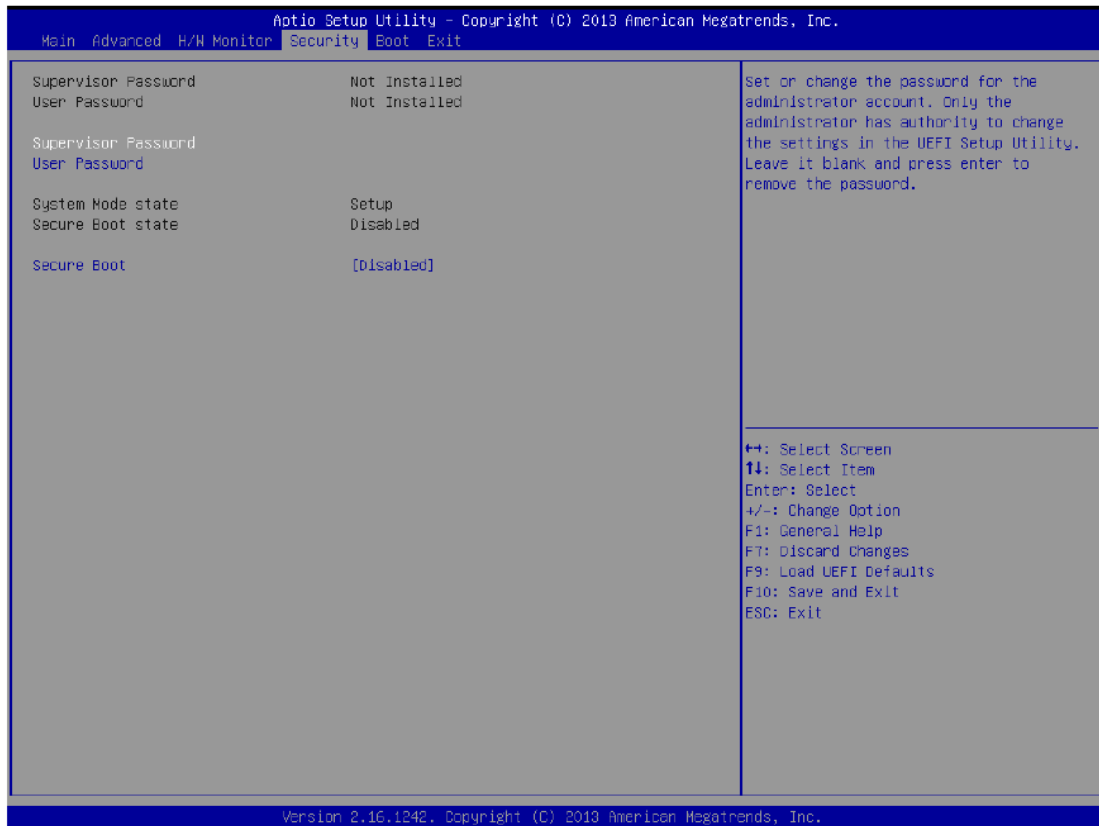 Aptio Setup Utility - Copyright (C) 2013 American Megatrends, Inc.
Main Advanced H/W Monitor Security Boot Exit
Supervisor Password Not Installed
User Password Not Installed
Supervisor Password
User Password
System Mode state Setup
Secure Boot state Disabled
Secure Boot [Disabled]
Set or change the password for the
administrator account. Only the
administrator has authority to change
the settings in the UEFI Setup Utility.
Leave it blank and press enter to
remove the password.
↔: Select Screen
↑↓: Select Item
Enter: Select
+/-: Change Option
F1: General Help
F7: Discard Changes
F9: Load UEFI Defaults
F10: Save and Exit
ESC: Exit
Version 2.16.1242. Copyright (C) 2013 American Megatrends, Inc.